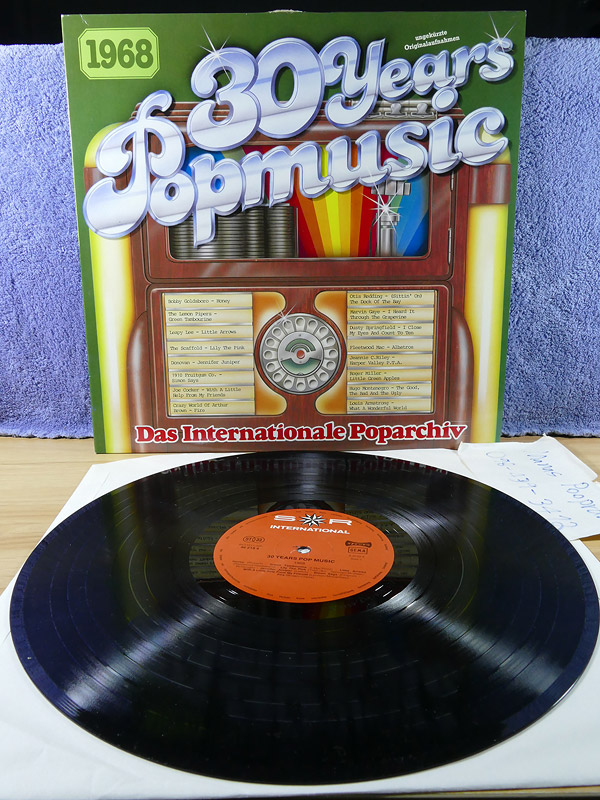 1968
ungekürzte
Originalaufnahmen
30 Years
Popmusic
Bobby Goldsboro - Honey
The Lemon Pipers -
Green Tambourine
Leapy Lee - Little Arrows
The Scaffold - Lily The Pink
Donovan - Jennifer Juniper
1910 Fruitgum Co. -
Simon Says
Joe Cocker - With A Little
Help From My Friends
Crazy World Of Arthur
Brown - Fire
Otis Redding - (Sittin' On)
The Dock Of The Bay
Marvin Gaye - I Heard It
Through The Grapevine
Dusty Springfield - I Close
My Eyes And Count To Ten
Fleetwood Mac - Albatros
Jeannie C.Riley -
Harper Valley P.T.A.
Roger Miller -
Little Green Apples
Hugo Montenegro - The Good,
The Bad And The Ugly
Louis Armstrong -
What A Wonderful World
Das Internationale Poparchiv
S R
INTERNATIONAL
30 YEARS POP MUSIC
1968